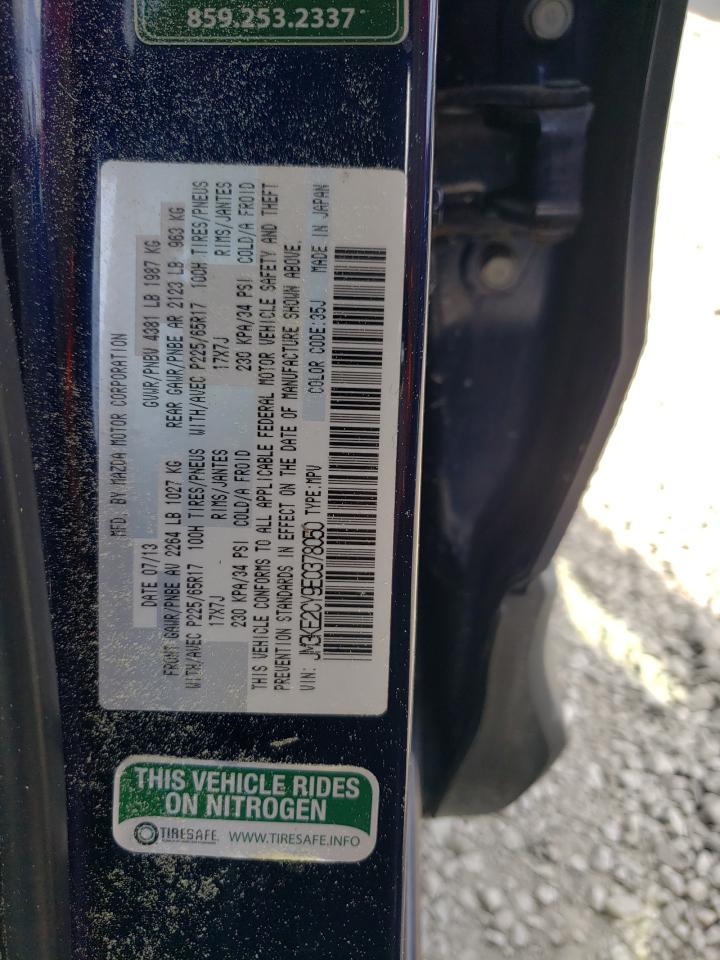 859.253.2337
MFD. BY MAZDA MOTOR CORPORATION
DATE 07/13 GVWR/PNBV 4381 LB 1987 KG
FRONT GAWR/PNBE AV 2264 LB 1027 KG REAR GAWR/PNBE AR 2123 LB 963 KG
WITH/AVEC P225/65R17 100H TIRES/PNEUS WITH/AVEC P225/65R17 100H TIRES/PNEUS
17X7J RIMS/JANTES 17X7J RIMS/JANTES
230 KPA/34 PSI COLD/A FROID 230 KPA/34 PSI COLD/A FROID
THIS VEHICLE CONFORMS TO ALL APPLICABLE FEDERAL MOTOR VEHICLE SAFETY AND THEFT
PREVENTION STANDARDS IN EFFECT ON THE DATE OF MANUFACTURE SHOWN ABOVE.
VIN: JM3KE2CY9E0378050 TYPE:MPV COLOR CODE:35J MADE IN JAPAN
THIS VEHICLE RIDES
ON NITROGEN
TIRESAFE WWW.TIRESAFE.INFO